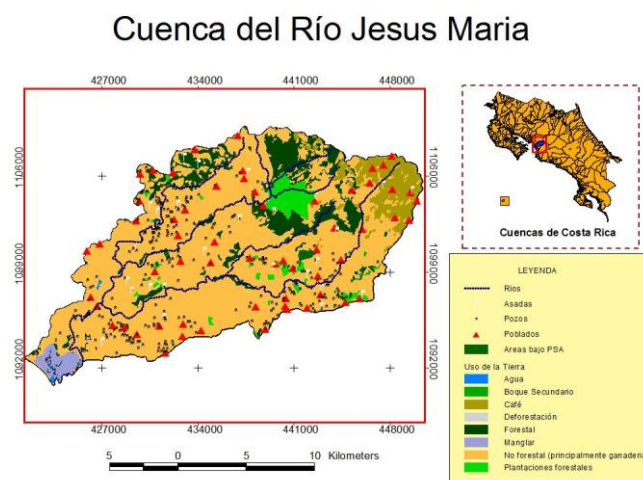 Cuenca del Río Jesus Maria
427000 434000 441000 448000
1106000
1099000
1092000
1106000
1099000
1092000
427000 434000 441000 448000
5 0 5 10 Kilometers
Cuencas de Costa Rica
LEYENDA
Rios
Asadas
Pozos
Poblados
Areas bajo PSA
Uso de la Tierra
Agua
Boque Secundario
Café
Deforestación
Forestal
Manglar
No forestal (principalmente ganaderia
Plantaciones forestales